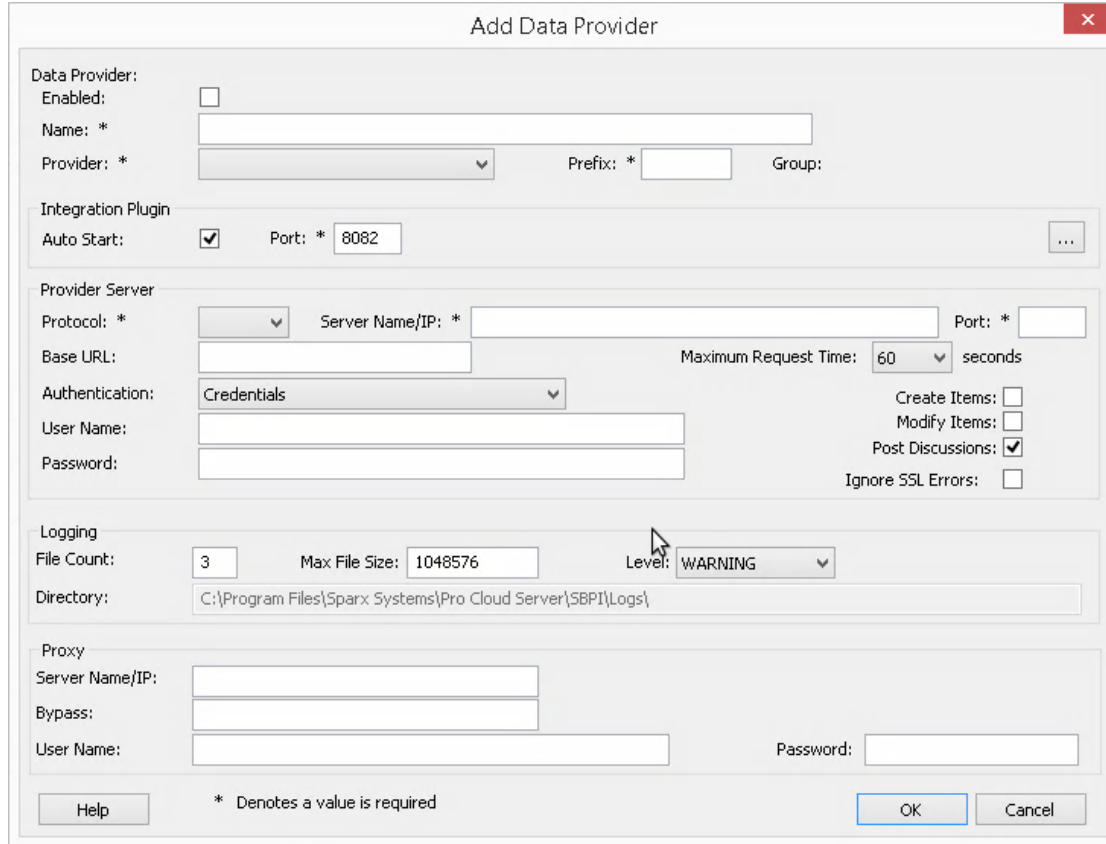 Add Data Provider
Data Provider:
Enabled:
Name: *
Provider: * Prefix: * Group:
Integration Plugin
Auto Start: Port: * 8082 ...
Provider Server
Protocol: * Server Name/IP: * Port: *
Base URL: Maximum Request Time: 60 seconds
Authentication: Credentials Create Items:
User Name: Modify Items:
Post Discussions:
Password:
Ignore SSL Errors:
Logging
File Count: 3 Max File Size: 1048576 Level: WARNING
Directory: C:\Program Files\Sparx Systems\Pro Cloud Server\SBPI\Logs\
Proxy
Server Name/IP:
Bypass:
User Name: Password:
Help * Denotes a value is required OK Cancel